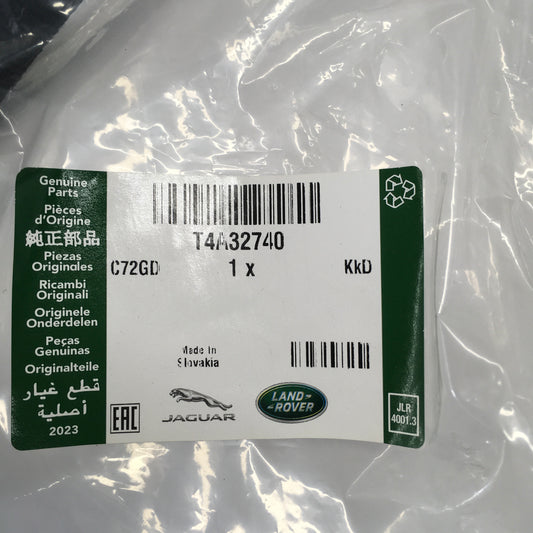 Genuine
Parts
Pièces
d'Origine
純正部品
Piezas
Originales
Ricambi
Originali
Originele
Onderdelen
Peças
Genuinas
Originalteile
قطع غيار
أصلية
2023
T4A32740
C72GD 1 x KkD
Made In
Slovakia
EAC
JAGUAR
LAND-
ROVER
JLR
4001.3